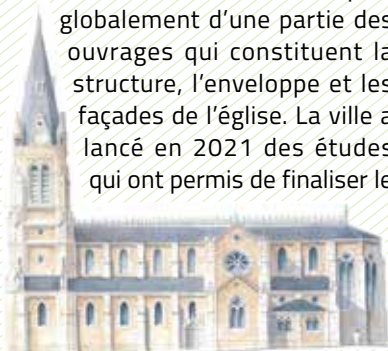 globalement d’une partie des
ouvrages qui constituent la
structure, l’enveloppe et les
façades de l’église. La ville a
lancé en 2021 des études
qui ont permis de finaliser le